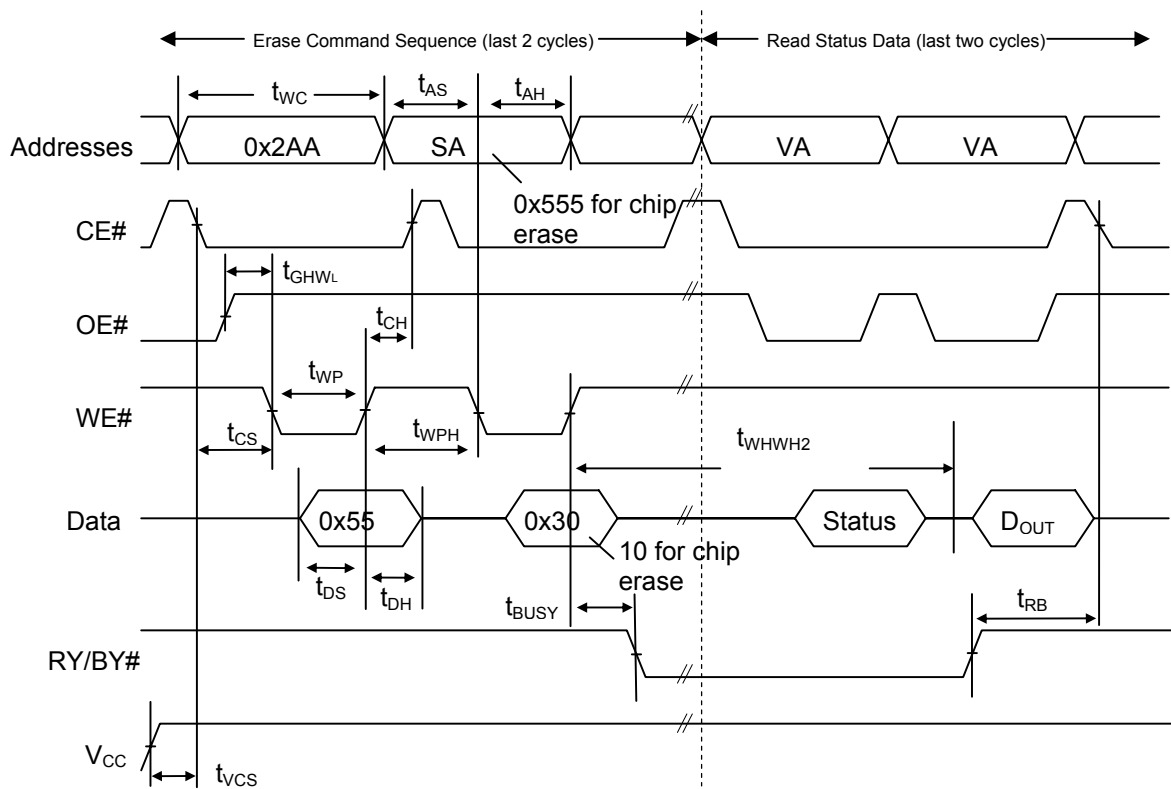 Erase Command Sequence (last 2 cycles) Read Status Data (last two cycles)
tWC tAS tAH
Addresses 0x2AA SA VA VA
0x555 for chip
erase
CE#
tGHWL
OE#
tCH
tWP
WE#
tCS tWPH tWHWH2
Data 0x55 0x30 Status DOUT
10 for chip
erase
tDS tDH
tBUSY tRB
RY/BY#
VCC
tVCS